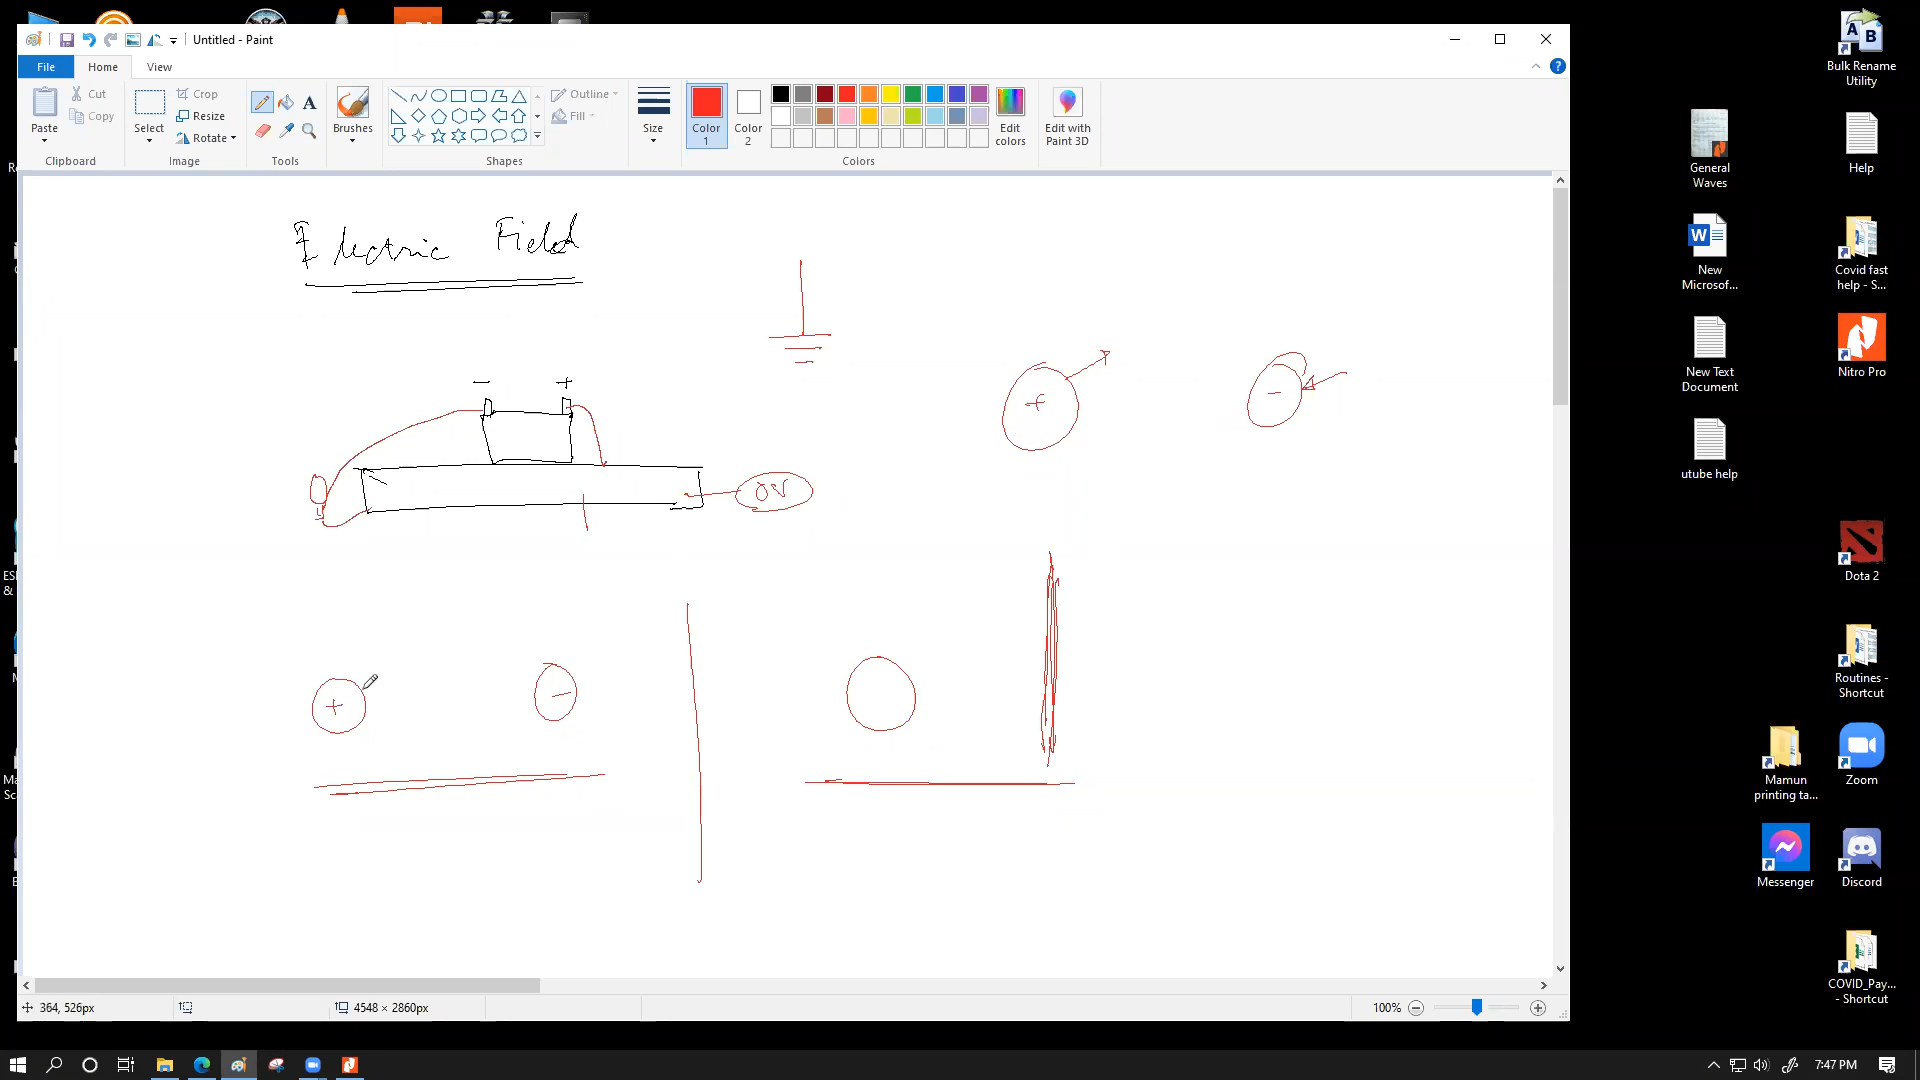 Untitled - Paint
File Home View
Paste
Cut
Copy
Clipboard
Select
Crop
Resize
Rotate
Image
Tools
Brushes
Shapes
Outline
Fill
Size
Color 1
Color 2
Edit colors
Colors
Edit with Paint 3D
Electric Field
- +
0V
+ -
+ -
364, 526px
4548 × 2860px
100%
Bulk Rename Utility
General Waves
Help
New Microsof...
Covid fast help - S...
New Text Document
Nitro Pro
utube help
Dota 2
Routines - Shortcut
Mamun printing ta...
Zoom
Messenger
Discord
COVID_Pay... - Shortcut
7:47 PM